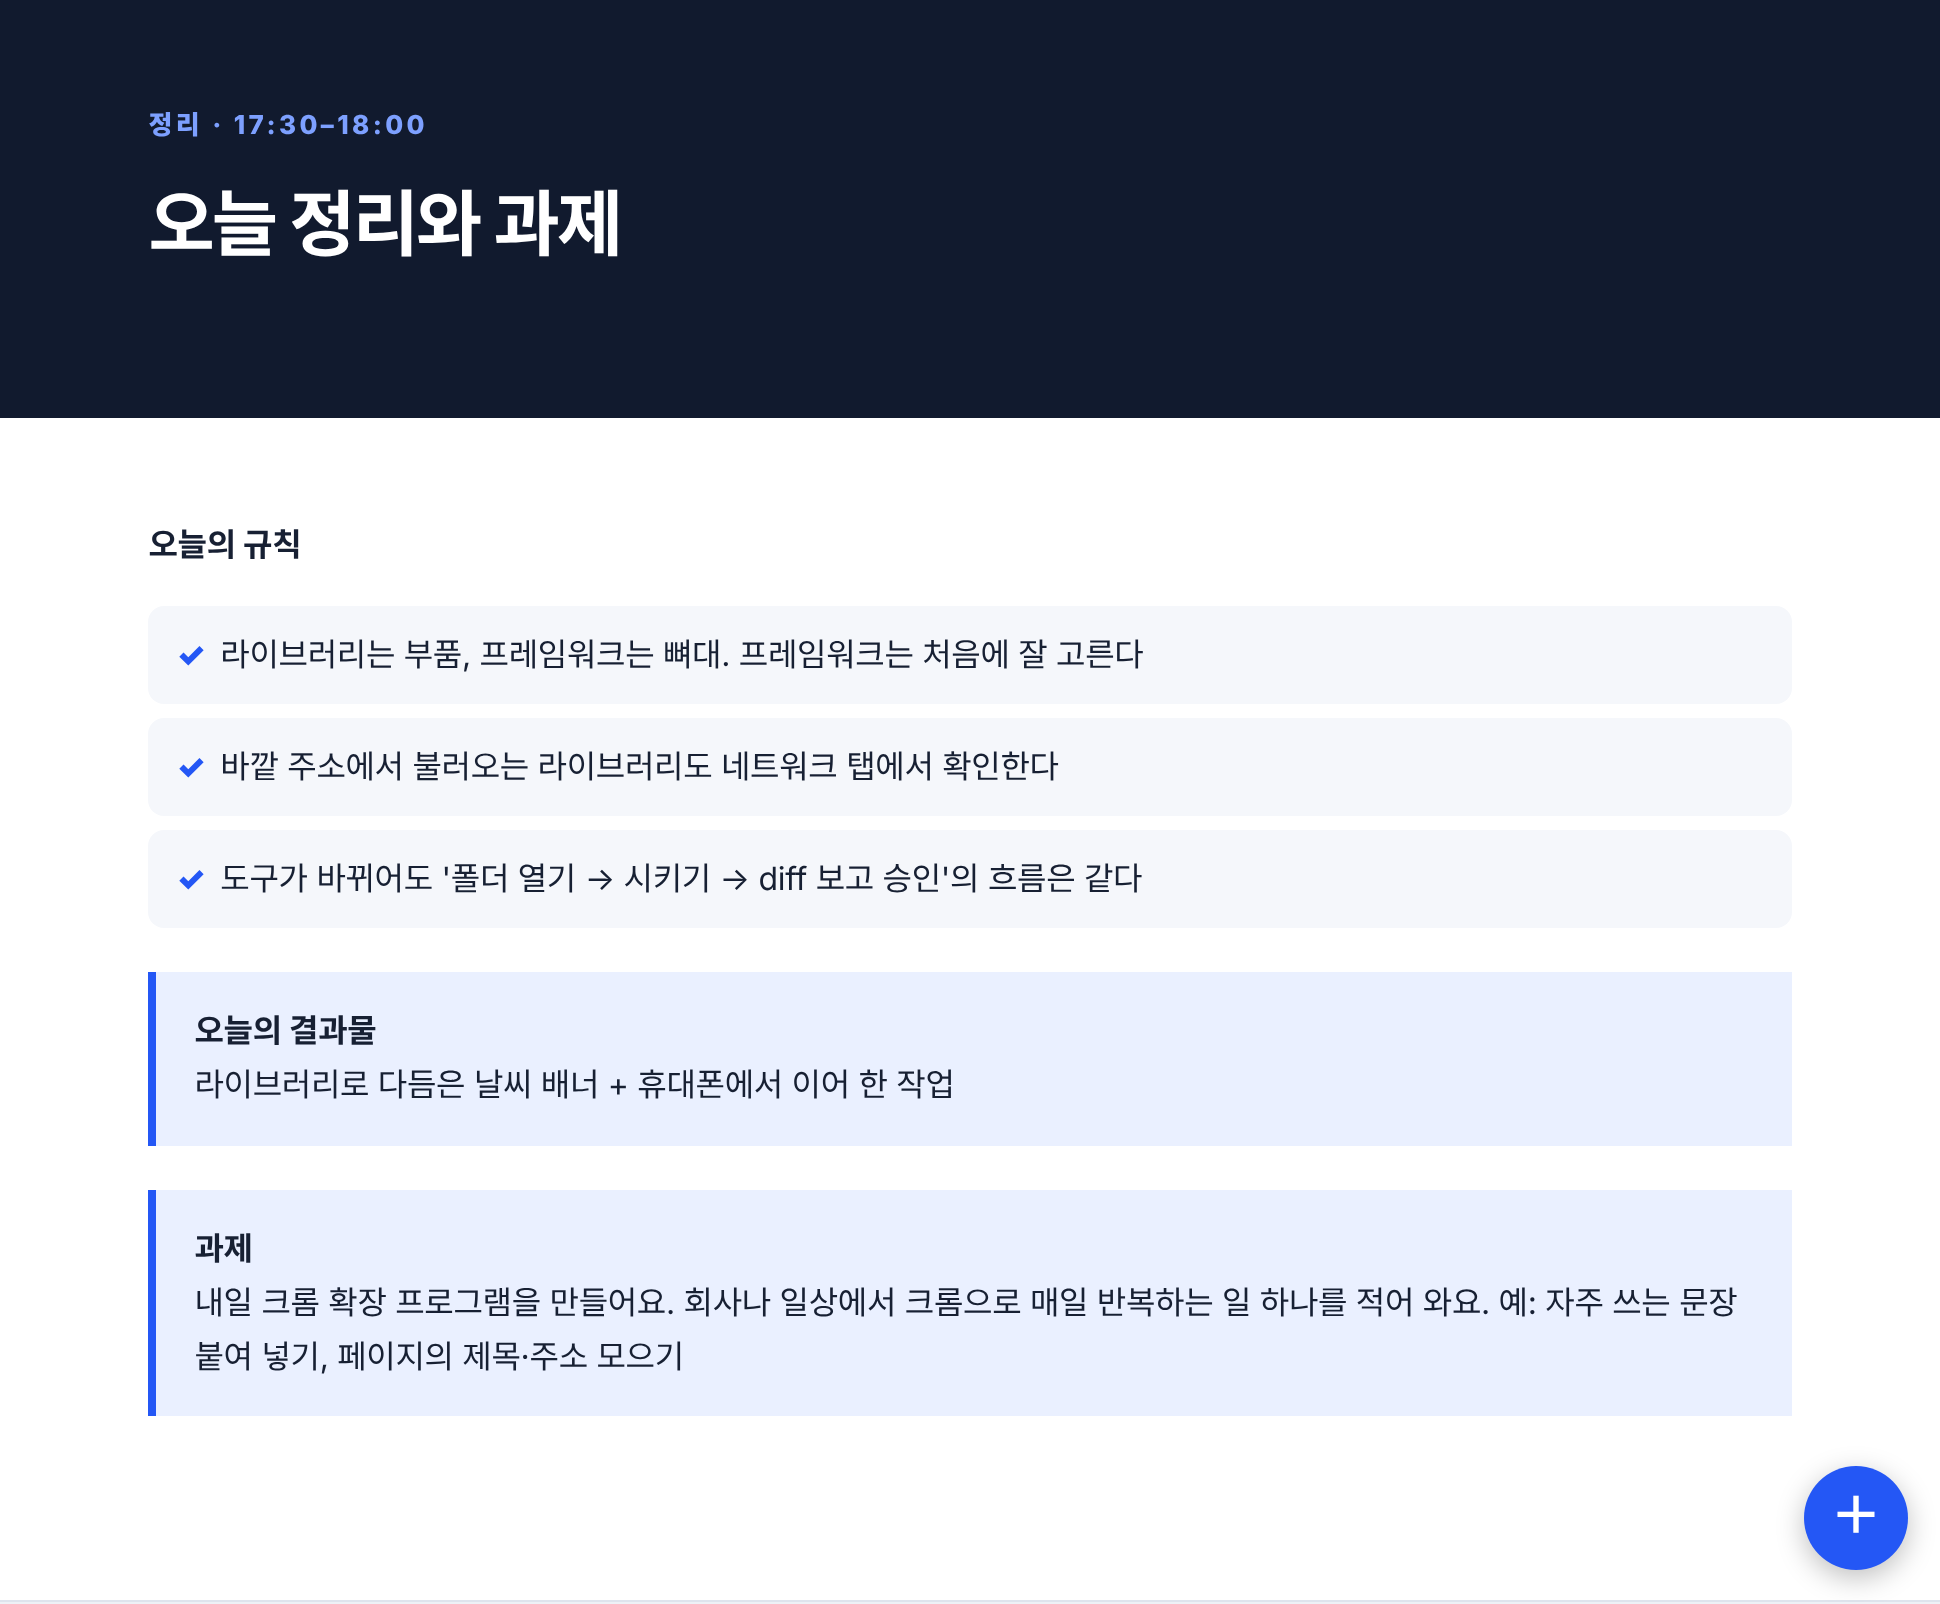 정리 · 17:30–18:00
오늘 정리와 과제
오늘의 규칙
✔ 라이브러리는 부품, 프레임워크는 뼈대. 프레임워크는 처음에 잘 고른다
✔ 바깥 주소에서 불러오는 라이브러리도 네트워크 탭에서 확인한다
✔ 도구가 바뀌어도 '폴더 열기 → 시키기 → diff 보고 승인'의 흐름은 같다
오늘의 결과물
라이브러리로 다듬은 날씨 배너 + 휴대폰에서 이어 한 작업
과제
내일 크롬 확장 프로그램을 만들어요. 회사나 일상에서 크롬으로 매일 반복하는 일 하나를 적어 와요. 예: 자주 쓰는 문장
붙여 넣기, 페이지의 제목·주소 모으기
+